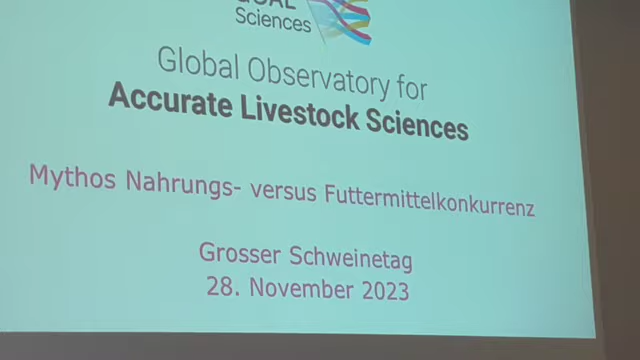 Sciences
Global Observatory for
Accurate Livestock Sciences
Mythos Nahrungs- versus Futtermittelkonkurrenz
Grosser Schweinetag
28. November 2023